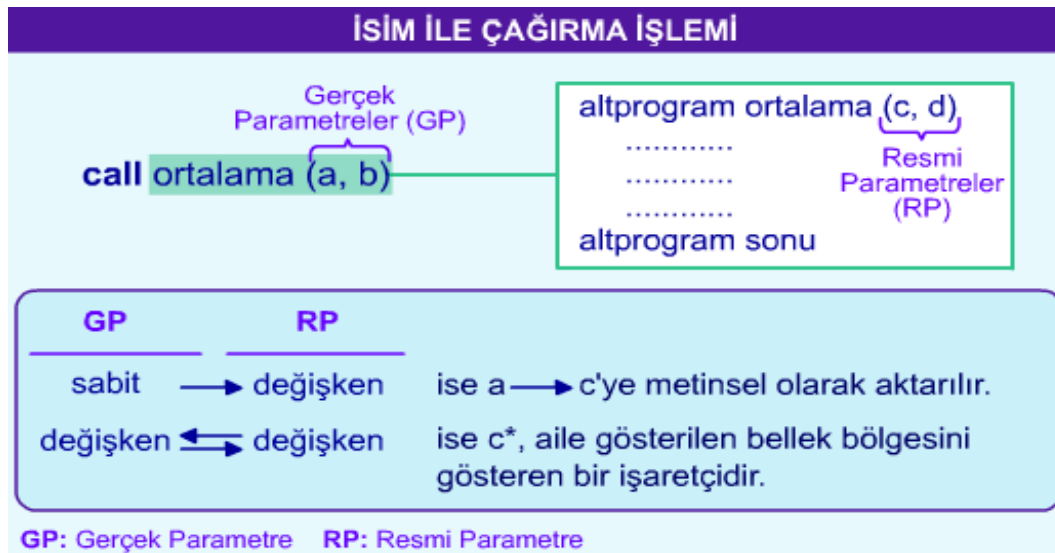 İSİM İLE ÇAĞIRMA İŞLEMİ
Gerçek
Parametreler (GP)
call ortalama (a, b)
altprogram ortalama (c, d)
............
............
............
altprogram sonu
Resmi
Parametreler
(RP)
GP RP
sabit değişken ise a c'ye metinsel olarak aktarılır.
değişken değişken ise c*, aile gösterilen bellek bölgesini
gösteren bir işaretçidir.
GP: Gerçek Parametre RP: Resmi Parametre